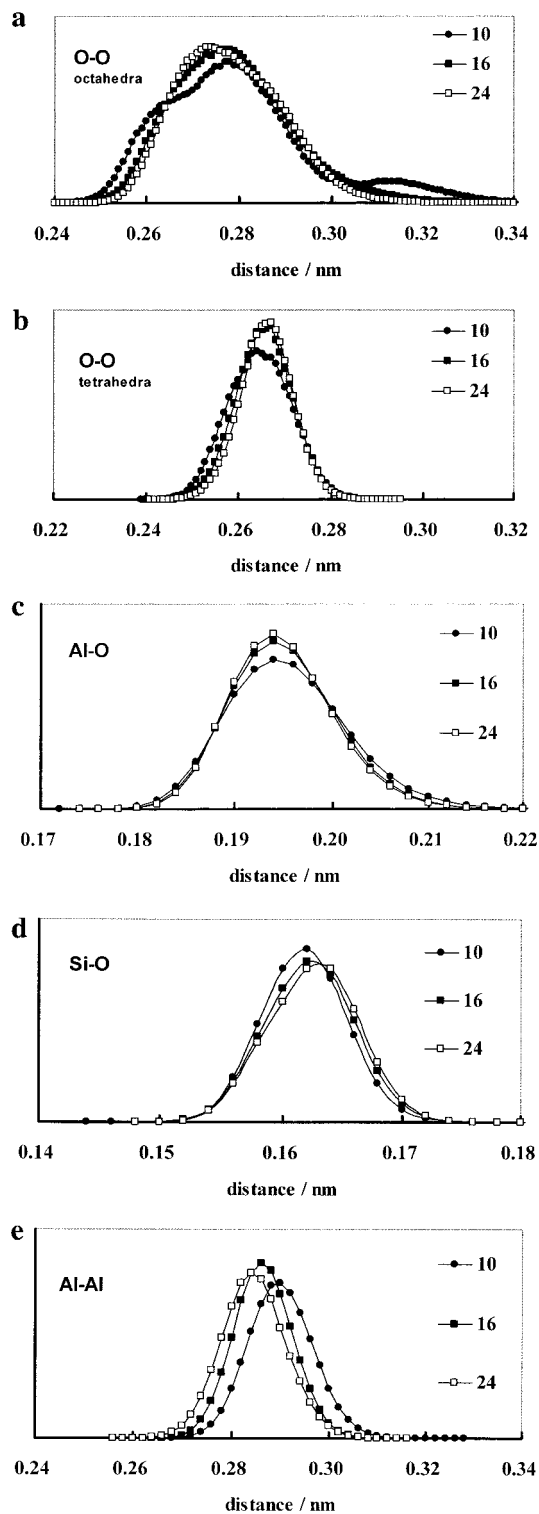 a
O-O
octahedra
10
16
24
0.24 0.26 0.28 0.30 0.32 0.34
distance / nm
b
O-O
tetrahedra
10
16
24
0.22 0.24 0.26 0.28 0.30 0.32
distance / nm
c
Al-O
10
16
24
0.17 0.18 0.19 0.20 0.21 0.22
distance / nm
d
Si-O
10
16
24
0.14 0.15 0.16 0.17 0.18
distance / nm
e
Al-Al
10
16
24
0.24 0.26 0.28 0.30 0.32 0.34
distance / nm